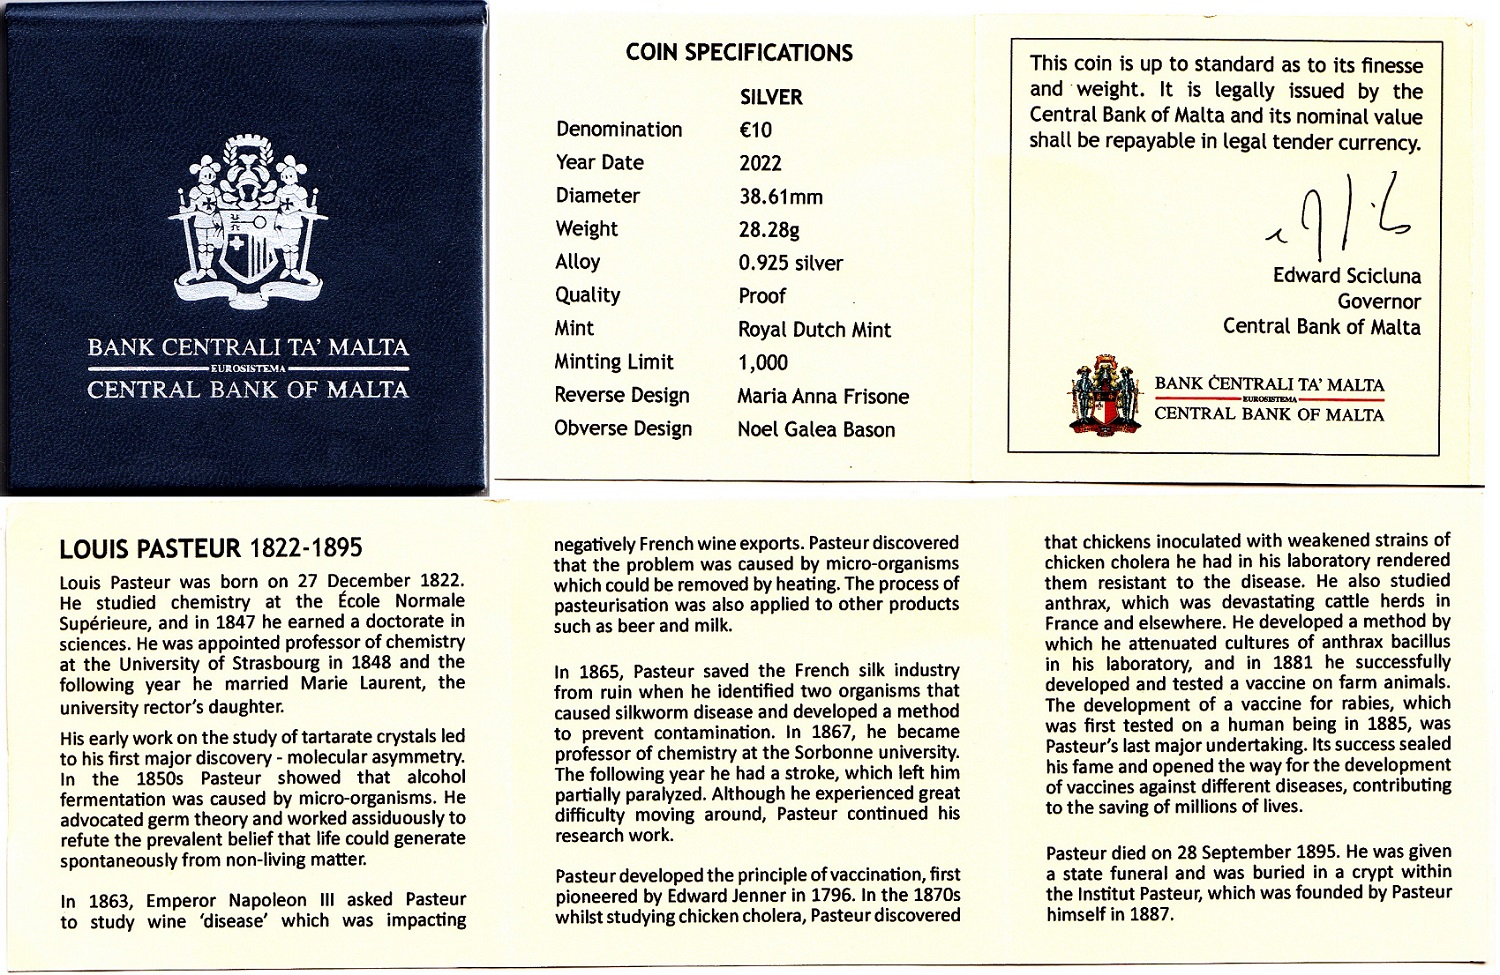 BANK CENTRALI TA' MALTA
EUROSISTEMA
CENTRAL BANK OF MALTA
COIN SPECIFICATIONS
SILVER
Denomination €10
Year Date 2022
Diameter 38.61mm
Weight 28.28g
Alloy 0.925 silver
Quality Proof
Mint Royal Dutch Mint
Minting Limit 1,000
Reverse Design Maria Anna Frisone
Obverse Design Noel Galea Bason
This coin is up to standard as to its finesse
and weight. It is legally issued by the
Central Bank of Malta and its nominal value
shall be repayable in legal tender currency.
Edward Scicluna
Governor
Central Bank of Malta
BANK ĊENTRALI TA' MALTA
EUROSISTEMA
CENTRAL BANK OF MALTA
LOUIS PASTEUR 1822-1895
Louis Pasteur was born on 27 December 1822.
He studied chemistry at the École Normale
Supérieure, and in 1847 he earned a doctorate in
sciences. He was appointed professor of chemistry
at the University of Strasbourg in 1848 and the
following year he married Marie Laurent, the
university rector's daughter.
His early work on the study of tartarate crystals led
to his first major discovery - molecular asymmetry.
In the 1850s Pasteur showed that alcohol
fermentation was caused by micro-organisms. He
advocated germ theory and worked assiduously to
refute the prevalent belief that life could generate
spontaneously from non-living matter.
In 1863, Emperor Napoleon III asked Pasteur
to study wine 'disease' which was impacting
negatively French wine exports. Pasteur discovered
that the problem was caused by micro-organisms
which could be removed by heating. The process of
pasteurisation was also applied to other products
such as beer and milk.
In 1865, Pasteur saved the French silk industry
from ruin when he identified two organisms that
caused silkworm disease and developed a method
to prevent contamination. In 1867, he became
professor of chemistry at the Sorbonne university.
The following year he had a stroke, which left him
partially paralyzed. Although he experienced great
difficulty moving around, Pasteur continued his
research work.
Pasteur developed the principle of vaccination, first
pioneered by Edward Jenner in 1796. In the 1870s
whilst studying chicken cholera, Pasteur discovered
that chickens inoculated with weakened strains of
chicken cholera he had in his laboratory rendered
them resistant to the disease. He also studied
anthrax, which was devastating cattle herds in
France and elsewhere. He developed a method by
which he attenuated cultures of anthrax bacillus
in his laboratory, and in 1881 he successfully
developed and tested a vaccine on farm animals.
The development of a vaccine for rabies, which
was first tested on a human being in 1885, was
Pasteur's last major undertaking. Its success sealed
his fame and opened the way for the development
of vaccines against different diseases, contributing
to the saving of millions of lives.
Pasteur died on 28 September 1895. He was given
a state funeral and was buried in a crypt within
the Institut Pasteur, which was founded by Pasteur
himself in 1887.